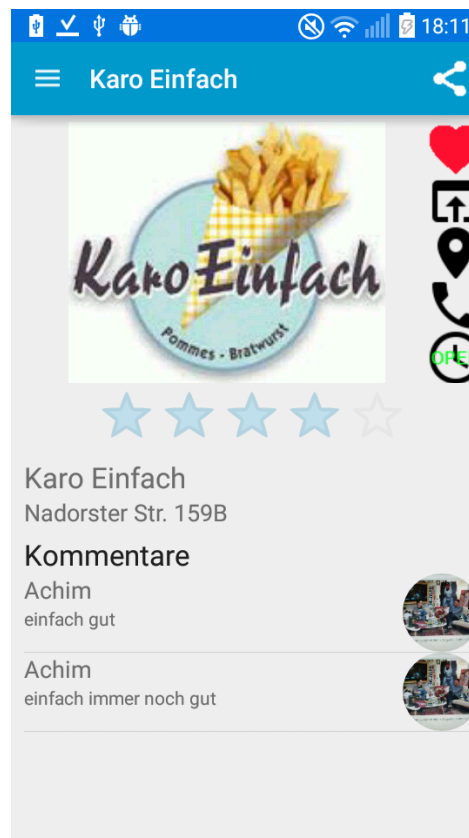 18:11
Karo Einfach
Karo Einfach
Pommes - Bratwurst
OPEN
Karo Einfach
Nadorster Str. 159B
Kommentare
Achim
einfach gut
Achim
einfach immer noch gut